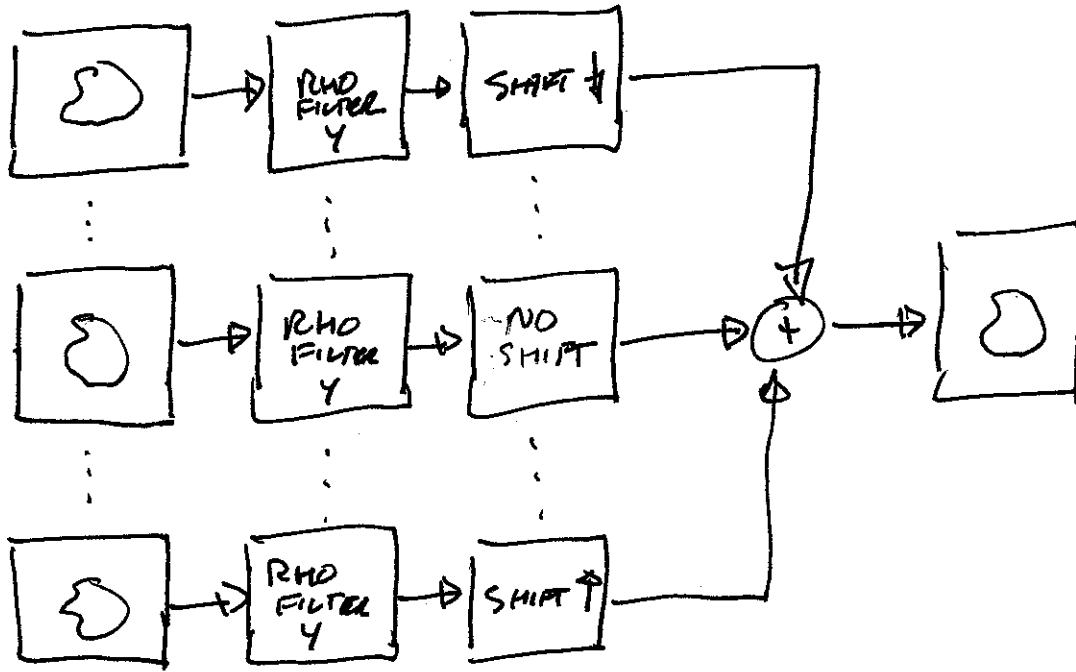 RHO
FILTER
Y
SHIFT ↓
RHO
FILTER
Y
NO
SHIFT
+
RHO
FILTER
Y
SHIFT ↑